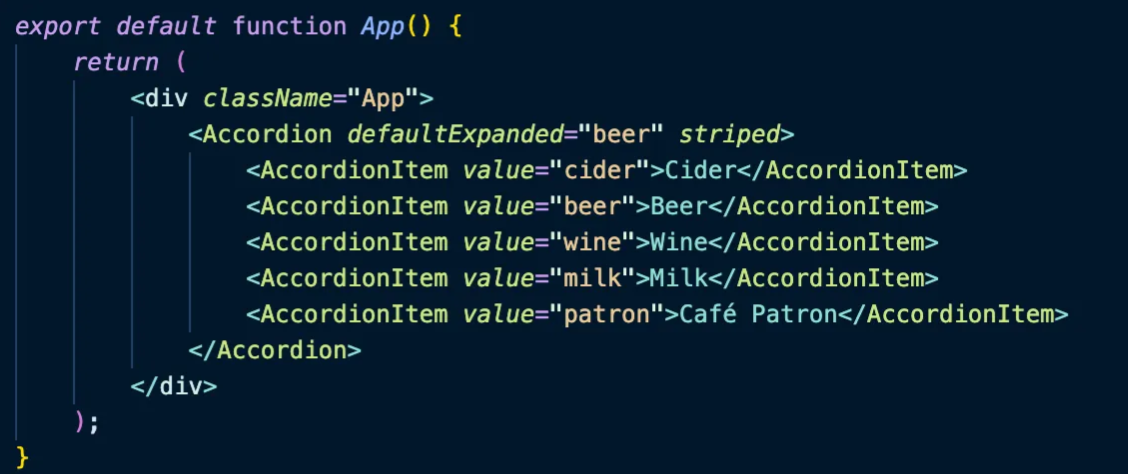 export default function App() {
return (
<div className="App">
<Accordion defaultExpanded="beer" striped>
<AccordionItem value="cider">Cider</AccordionItem>
<AccordionItem value="beer">Beer</AccordionItem>
<AccordionItem value="wine">Wine</AccordionItem>
<AccordionItem value="milk">Milk</AccordionItem>
<AccordionItem value="patron">Café Patron</AccordionItem>
</Accordion>
</div>
);
}